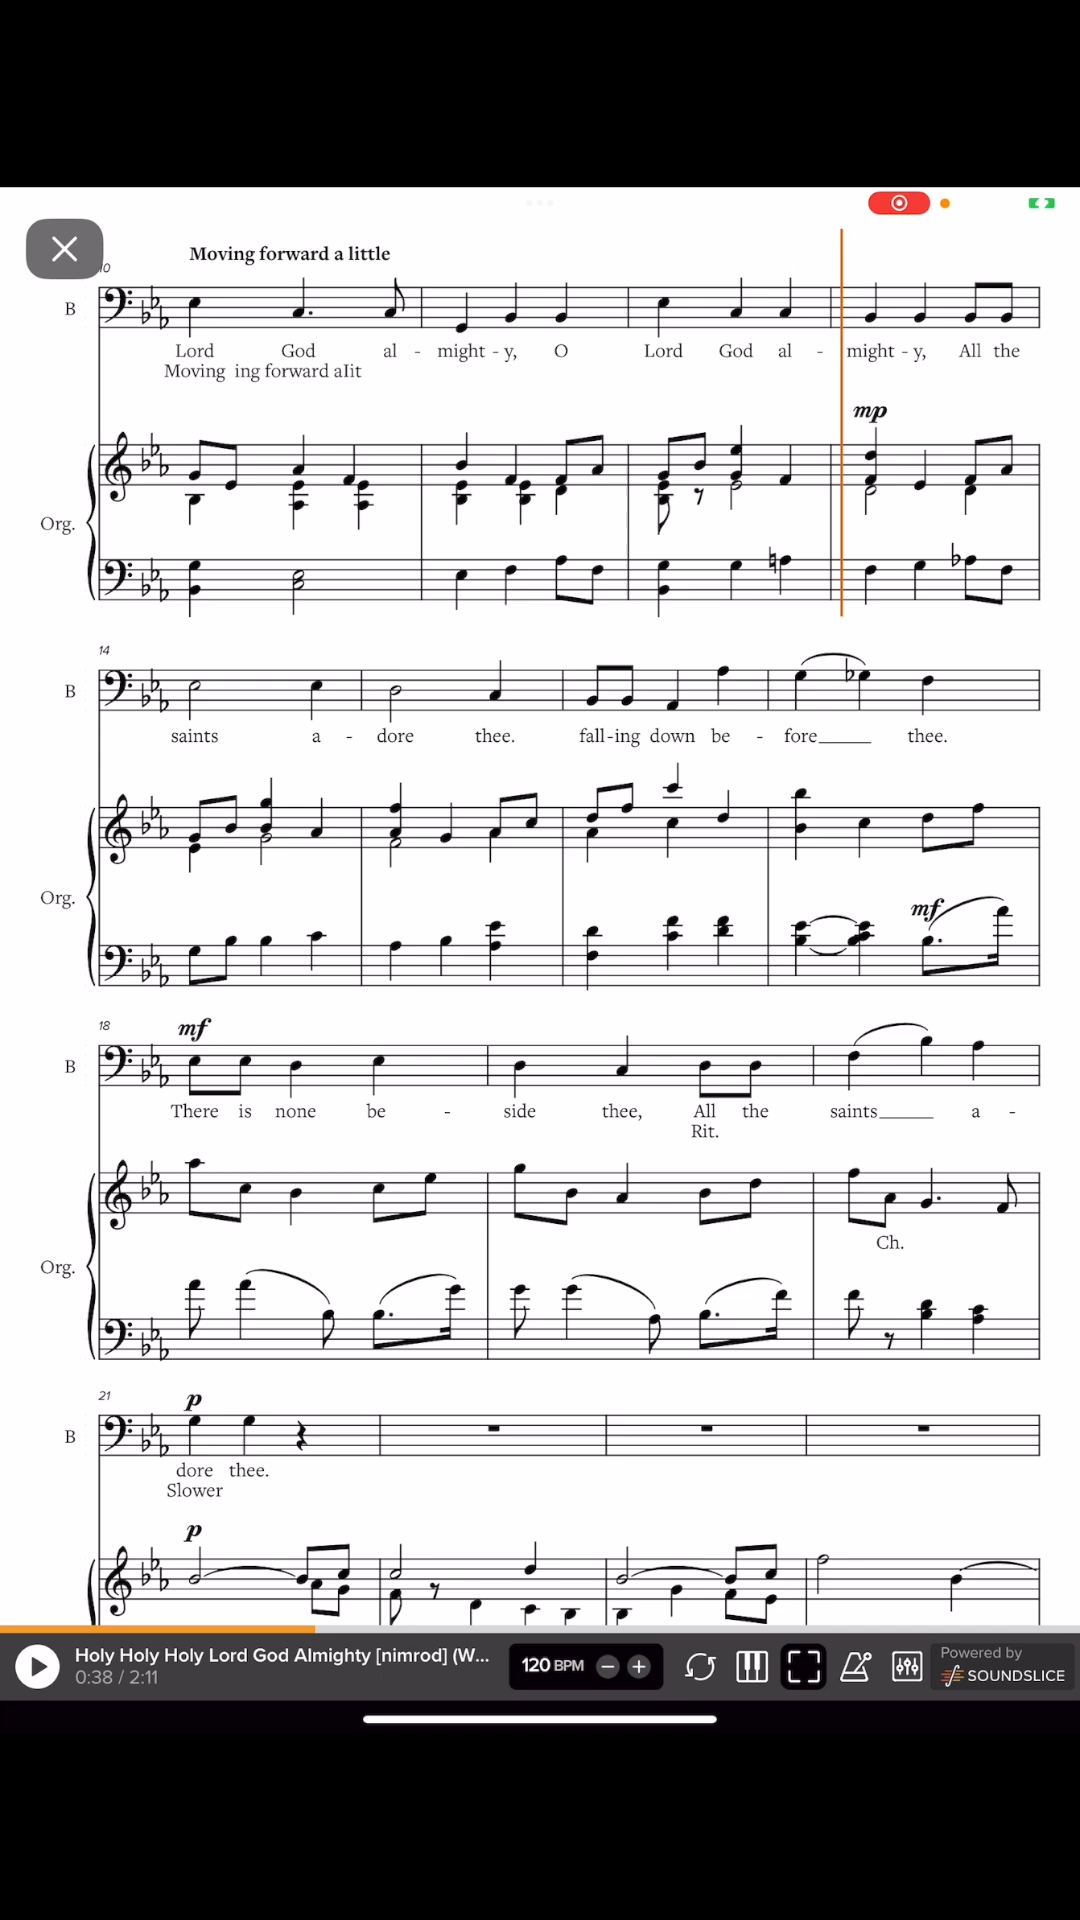 Moving forward a little
10
B
Lord God al - might - y, O Lord God al - might - y, All the
Moving ing forward alit
mp
Org.
14
B
saints a - dore thee. fall-ing down be - fore____ thee.
Org.
mf
18
mf
B
There is none be - side thee, All the saints____ a -
Rit.
Ch.
Org.
21
p
B
dore thee.
Slower
p
Holy Holy Holy Lord God Almighty [nimrod] (W...
0:38 / 2:11
120 BPM
Powered by
SOUNDSLICE